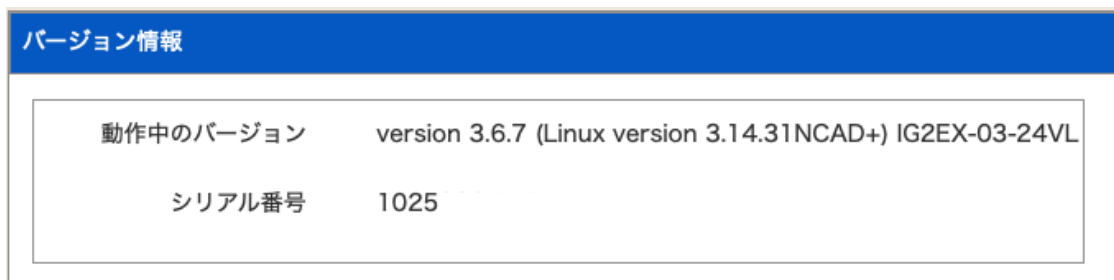 バージョン情報
動作中のバージョン version 3.6.7 (Linux version 3.14.31NCAD+) IG2EX-03-24VL
シリアル番号 1025